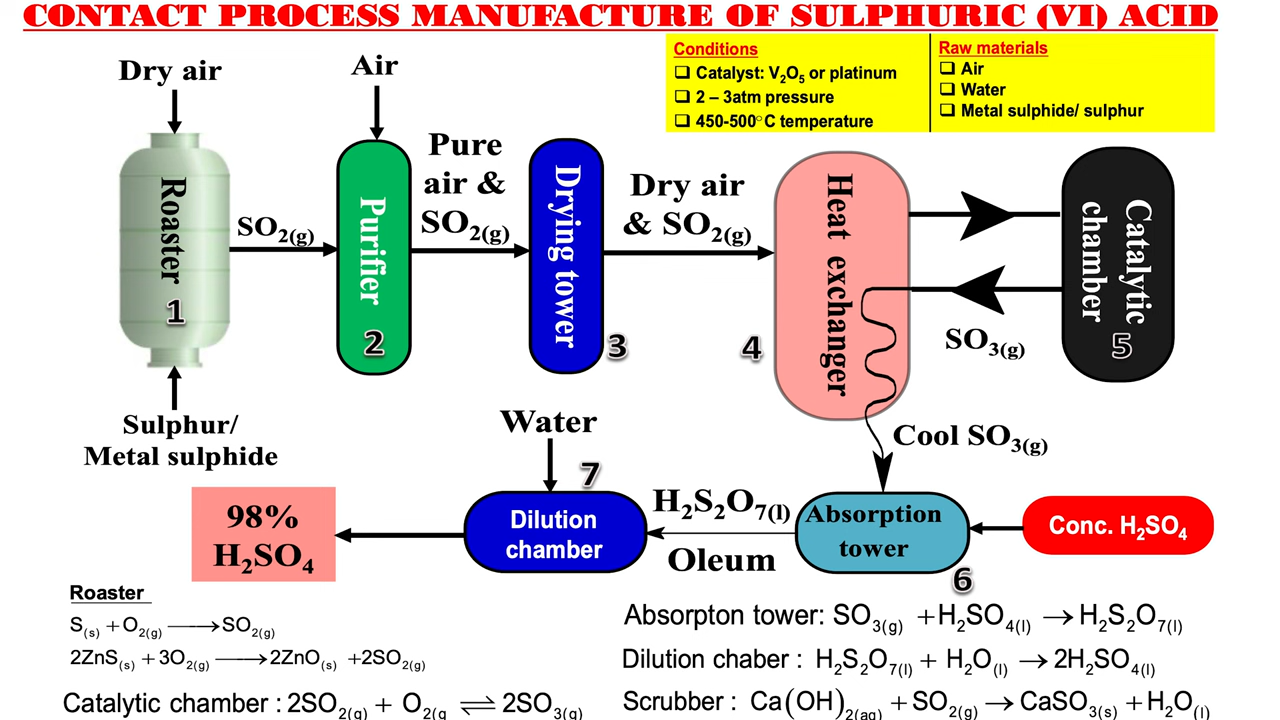 CONTACT PROCESS MANUFACTURE OF SULPHURIC (VI) ACID
Conditions
❑ Catalyst: V₂O₅ or platinum
❑ 2 – 3atm pressure
❑ 450-500°C temperature
Raw materials
❑ Air
❑ Water
❑ Metal sulphide/ sulphur
Dry air
Air
Roaster
1
Sulphur/
Metal sulphide
SO₂(g)
Purifier
2
Pure
air &
SO₂(g)
Drying tower
3
Dry air
& SO₂(g)
Heat exchanger
4
Catalytic
chamber
5
SO₃(g)
Cool SO₃(g)
Water
7
Dilution
chamber
H₂S₂O₇(l)
Oleum
Absorption
tower
6
Conc. H₂SO₄
98%
H₂SO₄
Roaster
S(s) + O₂(g) ⟶ SO₂(g)
2ZnS(s) + 3O₂(g) ⟶ 2ZnO(s) + 2SO₂(g)
Catalytic chamber : 2SO₂(g) + O₂(g ⇌ 2SO₃(g)
Absorpton tower: SO₃(g) + H₂SO₄(l) → H₂S₂O₇(l)
Dilution chaber : H₂S₂O₇(l) + H₂O(l) → 2H₂SO₄(l)
Scrubber : Ca(OH)₂(aq) + SO₂(g) → CaSO₃(s) + H₂O(l)